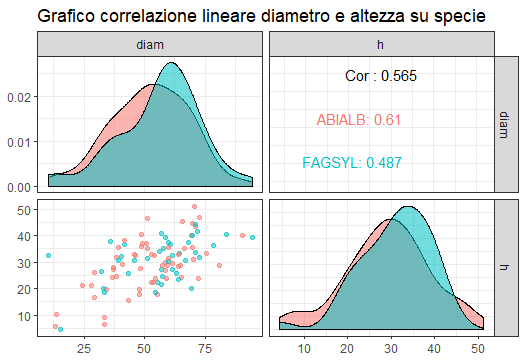 Grafico correlazione lineare diametro e altezza su specie
diam
h
0.02
0.01
0.00
Cor : 0.565
ABIALB: 0.61
FAGSYL: 0.487
diam
50
40
30
20
10
h
25
50
75
10
20
30
40
50